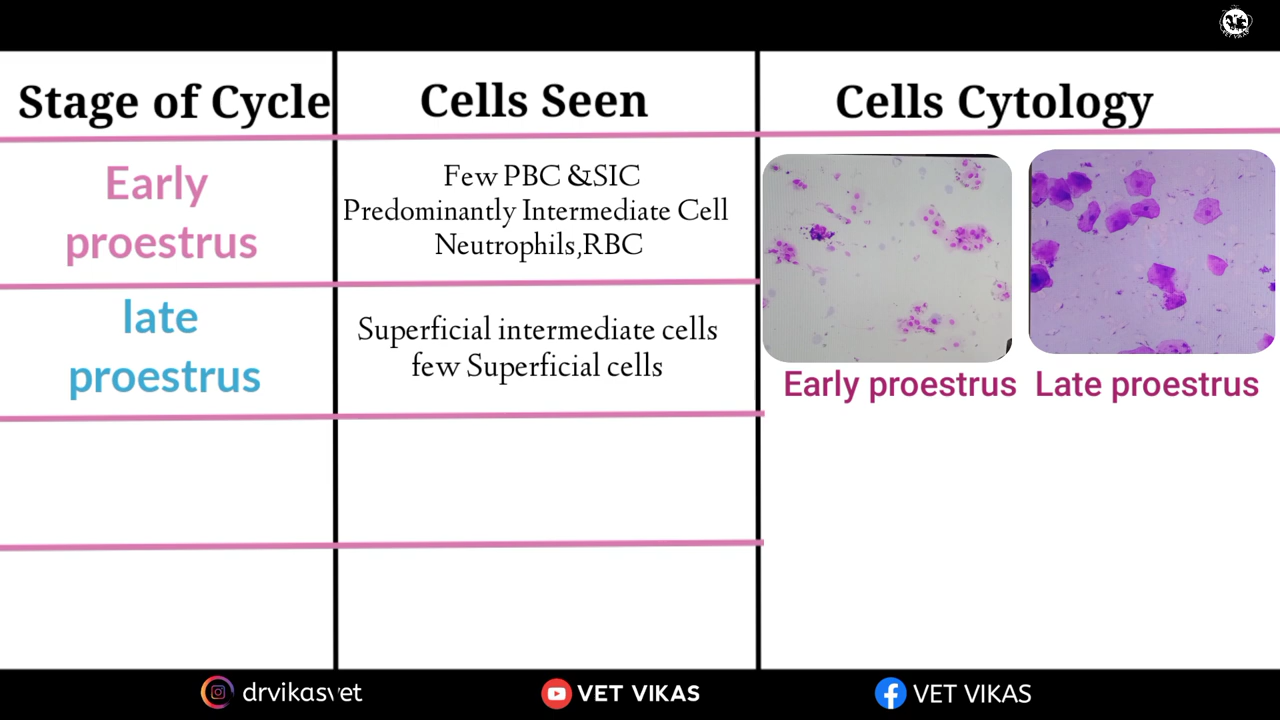 Stage of Cycle
Cells Seen
Cells Cytology
Early
proestrus
Few PBC &SIC
Predominantly Intermediate Cell
Neutrophils,RBC
late
proestrus
Superficial intermediate cells
few Superficial cells
Early proestrus
Late proestrus
drvikasvet
VET VIKAS
VET VIKAS